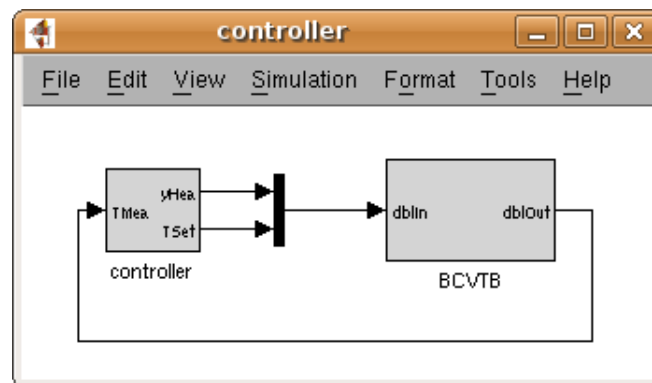 controller
File Edit View Simulation Format Tools Help
yHea
TMea
TSet
controller
dblIn dblOut
BCVTB